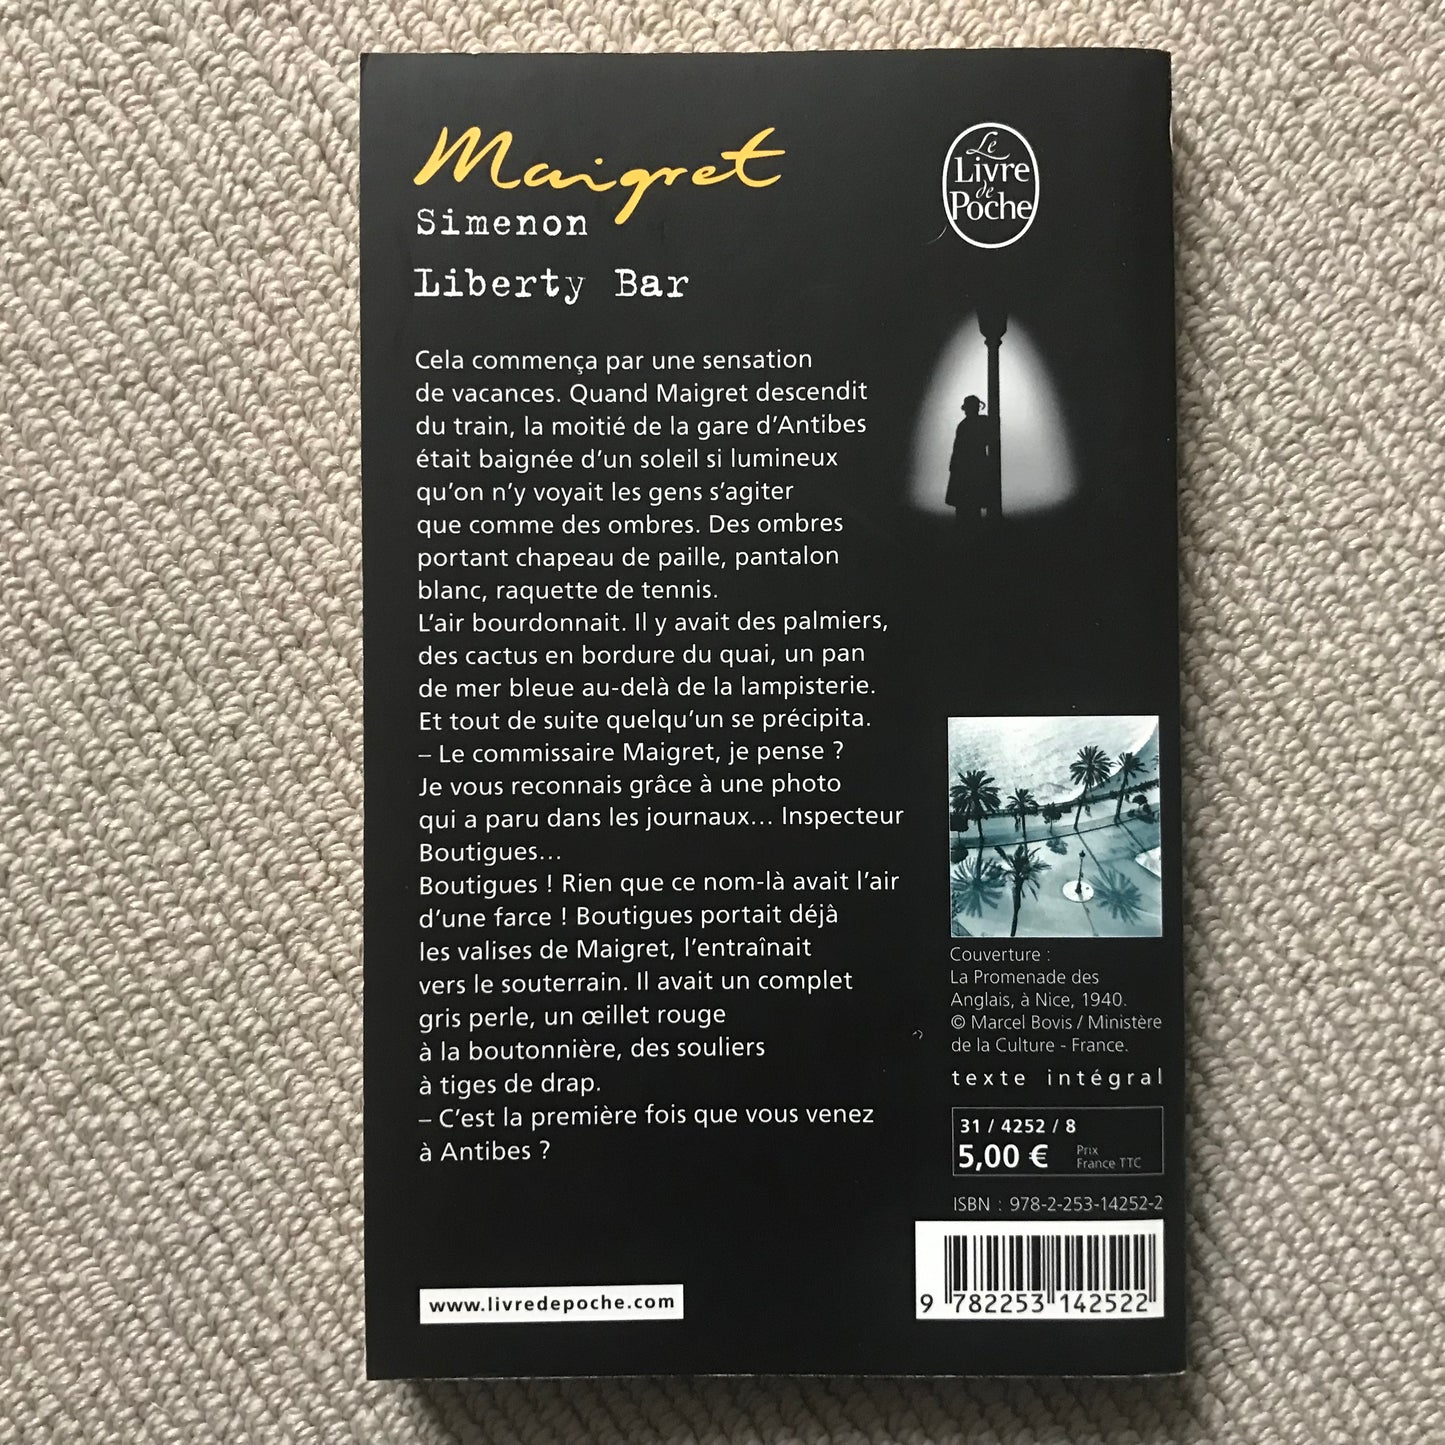 Maigret
Simenon
Liberty Bar
Le
Livre
de
Poche
Cela commença par une sensation
de vacances. Quand Maigret descendit
du train, la moitié de la gare d’Antibes
était baignée d’un soleil si lumineux
qu’on n’y voyait les gens s’agiter
que comme des ombres. Des ombres
portant chapeau de paille, pantalon
blanc, raquette de tennis.
L’air bourdonnait. Il y avait des palmiers,
des cactus en bordure du quai, un pan
de mer bleue au-delà de la lampisterie.
Et tout de suite quelqu’un se précipita.
– Le commissaire Maigret, je pense ?
Je vous reconnais grâce à une photo
qui a paru dans les journaux… Inspecteur
Boutigues…
Boutigues ! Rien que ce nom-là avait l’air
d’une farce ! Boutigues portait déjà
les valises de Maigret, l’entraînait
vers le souterrain. Il avait un complet
gris perle, un œillet rouge
à la boutonnière, des souliers
à tiges de drap.
– C’est la première fois que vous venez
à Antibes ?
Couverture :
La Promenade des
Anglais, à Nice, 1940.
© Marcel Bovis / Ministère
de la Culture - France.
texte intégral
31 / 4252 / 8
5,00 € Prix
France TTC
ISBN : 978-2-253-14252-2
9 782253 142522
www.livredepoche.com